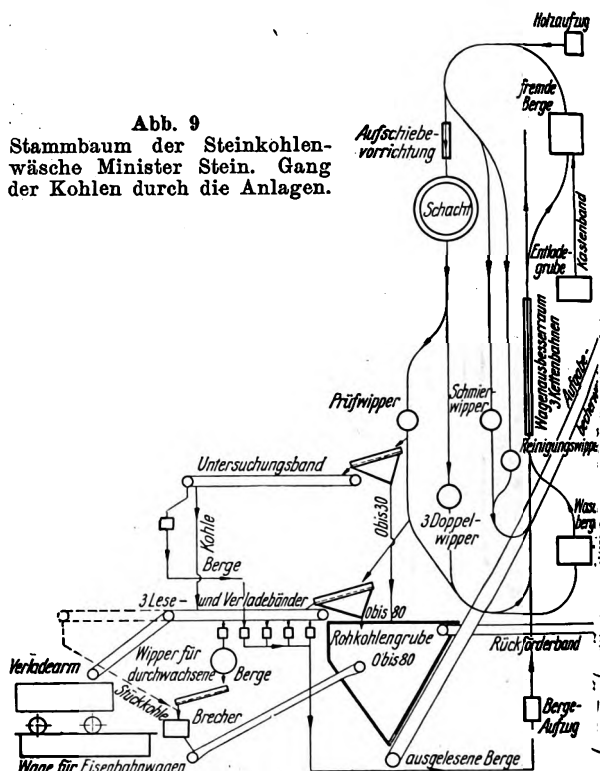 Abb. 9
Stammbaum der Steinkohlen-
wäsche Minister Stein. Gang
der Kohlen durch die Anlagen.
Holzaufzug
fremde
Berge
Aufschiebe-
vorrichtung
Schacht
Entlade-
grube
Kastenband
Wagenausbesserraum
3 Kettenbahnen
Aufgabe-
Prüfwipper
Schmier-
wipper
Reinigungswippe
Untersuchungsband
0 bis 30
Kohle
3 Doppel-
wipper
Berge
3 Lese- und Verladebänder
0 bis 80
Rohkohlengrube
0 bis 80
Rückförderband
Verladearm
Wipper für
durchwachsene
Berge
Stückkohle
Brecher
Berge-
Aufzug
Wage für Eisenbahnwagen
ausgelesene Berge